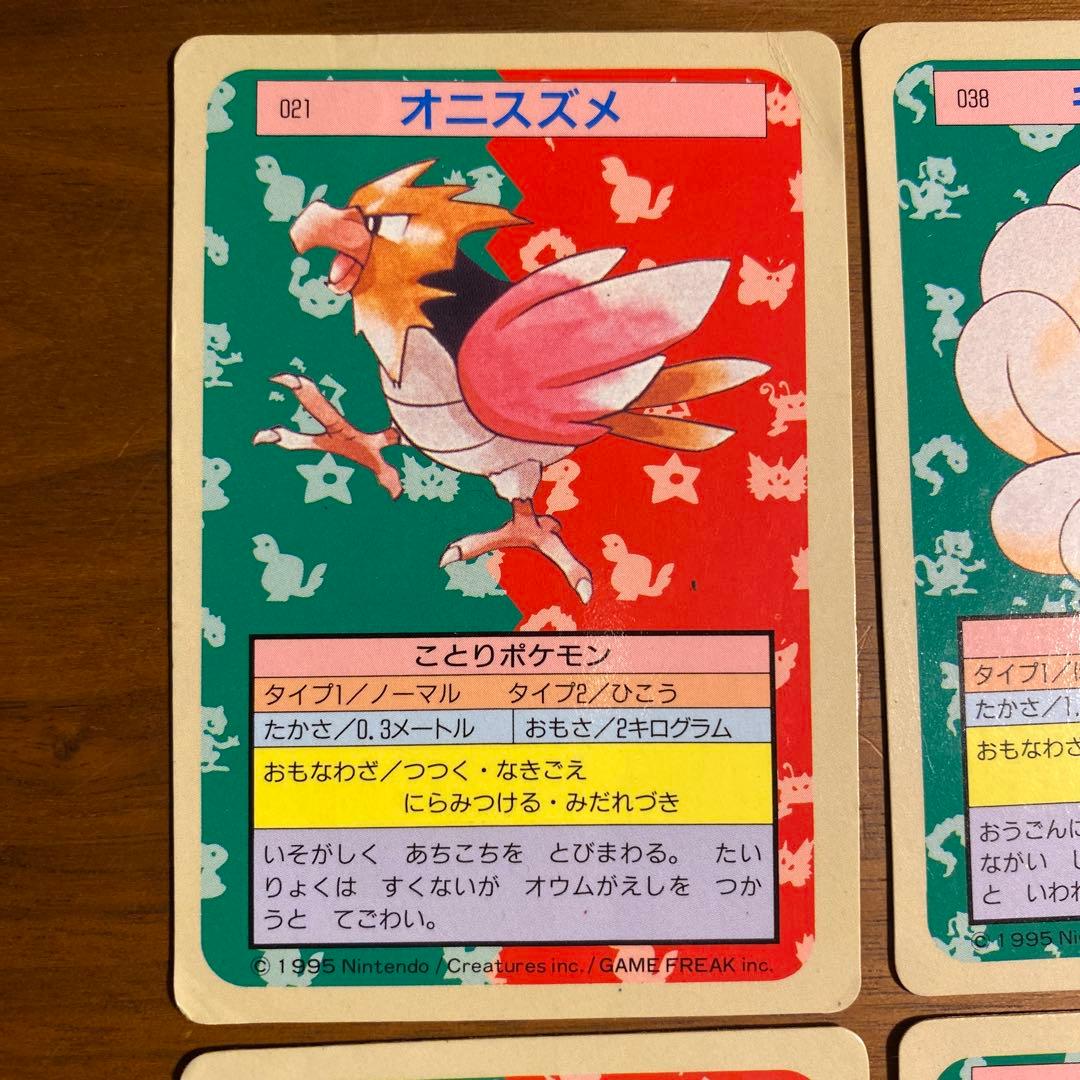 021 オニスズメ
ことりポケモン
タイプ1/ノーマル タイプ2/ひこう
たかさ/0.3メートル おもさ/2キログラム
おもなわざ/つつく・なきごえ
にらみつける・みだれづき
いそがしく あちこちを とびまわる。 たい
りょくは すくないが オウムがえしを つか
うと てごわい。
© 1995 Nintendo / Creatures inc. / GAME FREAK inc.
038
タイプ1/
たかさ/1.
おもなわざ
おうごんに
ながい
と いわれ
© 1995 Ni